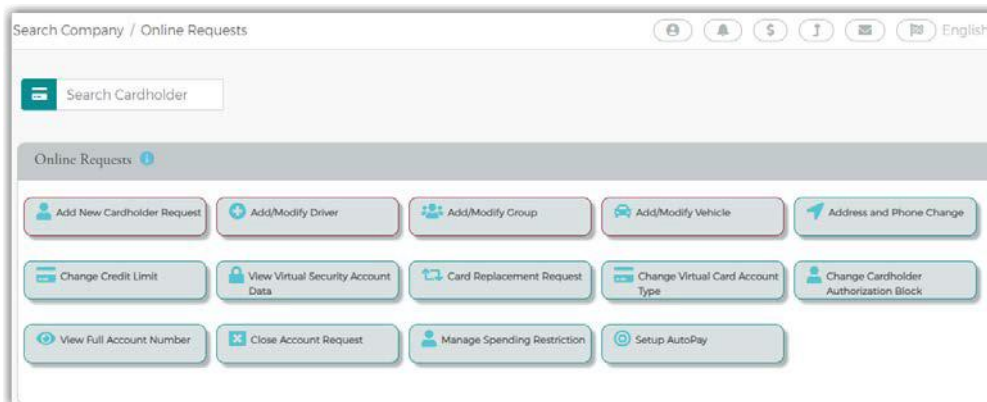 Search Company / Online Requests
$
English
Search Cardholder
Online Requests
Add New Cardholder Request
Add/Modify Driver
Add/Modify Group
Add/Modify Vehicle
Address and Phone Change
Change Credit Limit
View Virtual Security Account
Data
Card Replacement Request
Change Virtual Card Account
Type
Change Cardholder
Authorization Block
View Full Account Number
Close Account Request
Manage Spending Restriction
Setup AutoPay